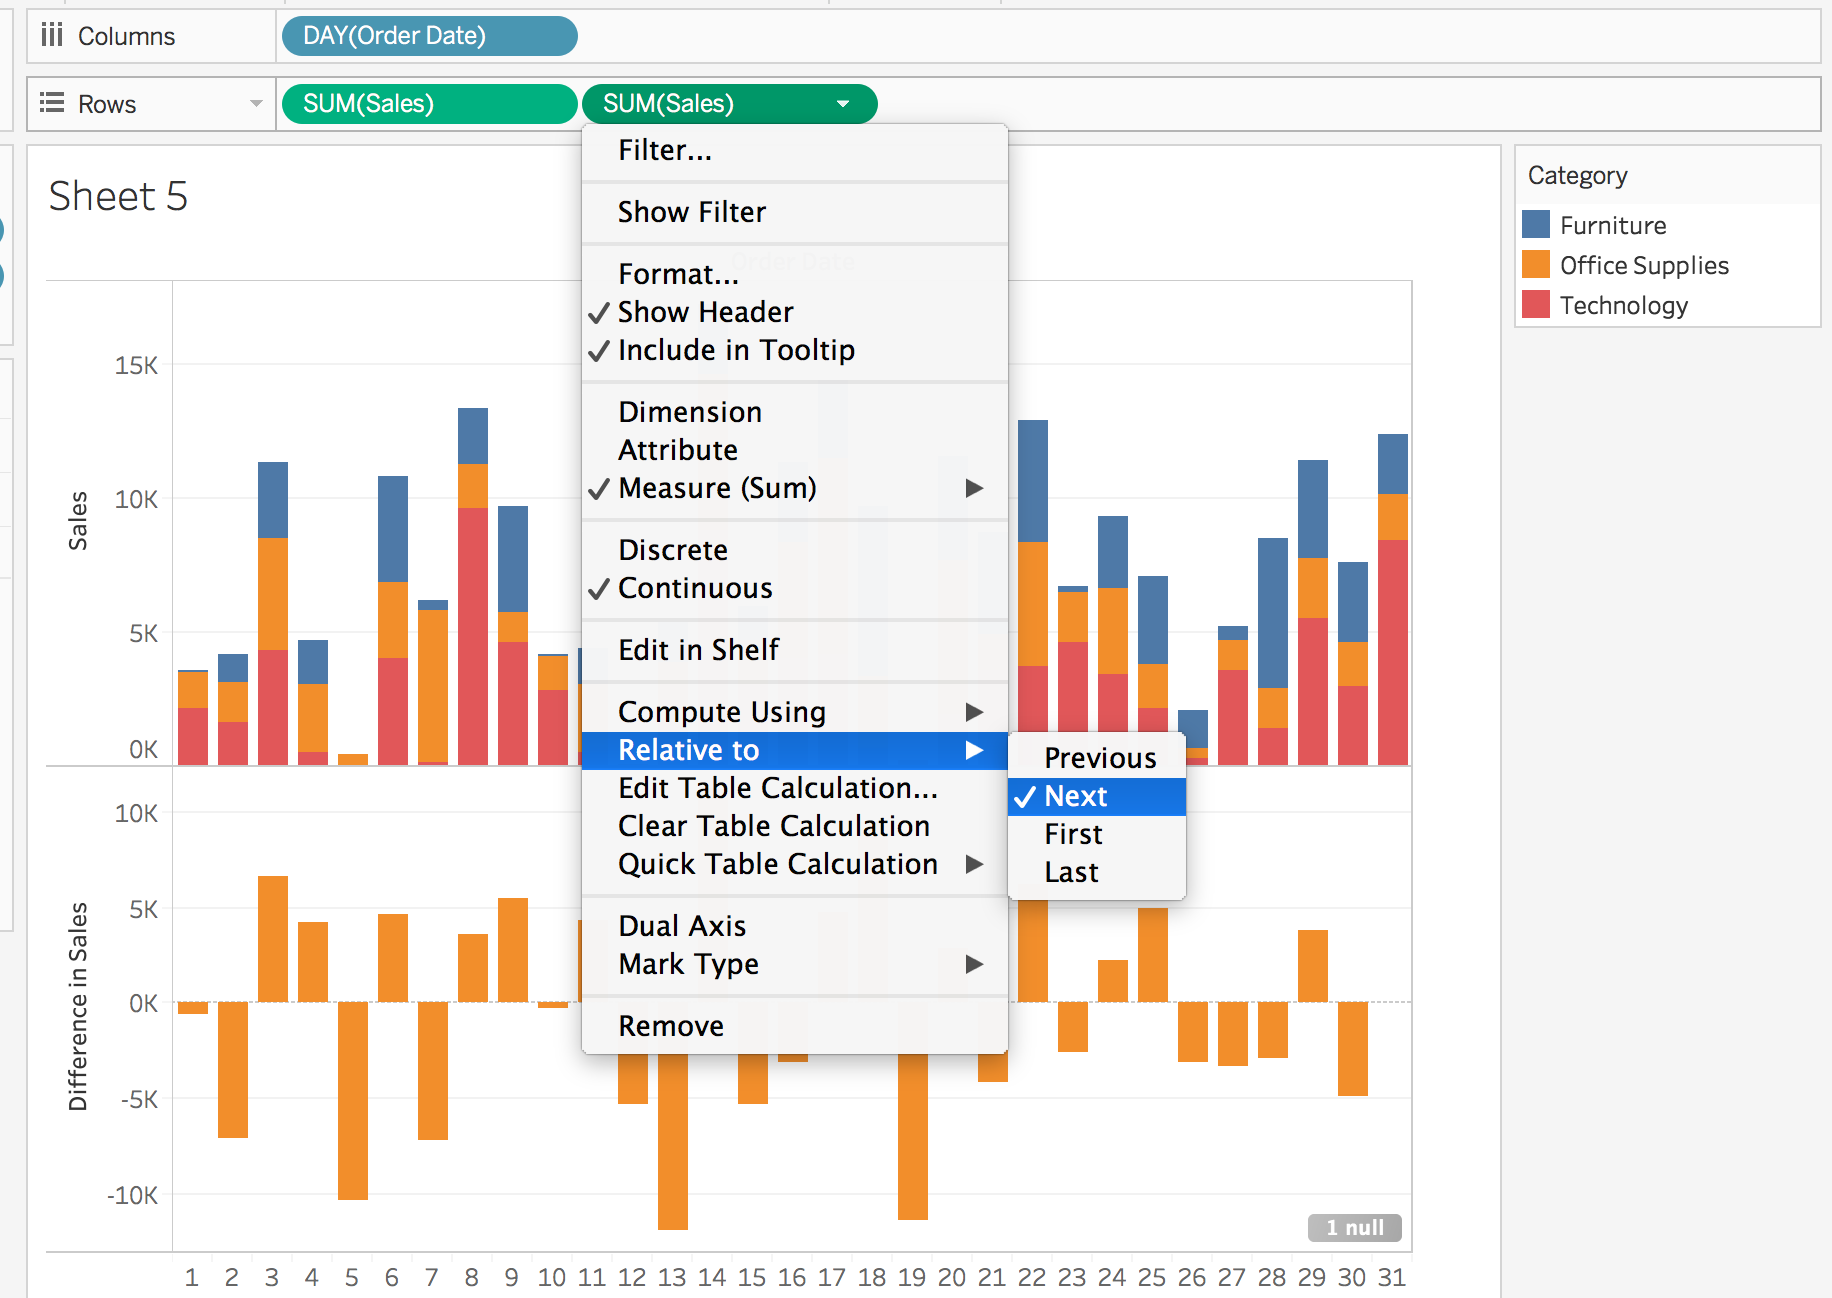 Columns
DAY(Order Date)
Rows
SUM(Sales)
SUM(Sales)
Sheet 5
Order Date
Filter...
Show Filter
Format...
Show Header
Include in Tooltip
Dimension
Attribute
Measure (Sum)
Discrete
Continuous
Edit in Shelf
Compute Using
Relative to
Edit Table Calculation...
Clear Table Calculation
Quick Table Calculation
Dual Axis
Mark Type
Remove
Previous
Next
First
Last
Category
Furniture
Office Supplies
Technology
Sales
15K
10K
5K
0K
Difference in Sales
10K
5K
0K
-5K
-10K
1 null
1 2 3 4 5 6 7 8 9 10 11 12 13 14 15 16 17 18 19 20 21 22 23 24 25 26 27 28 29 30 31